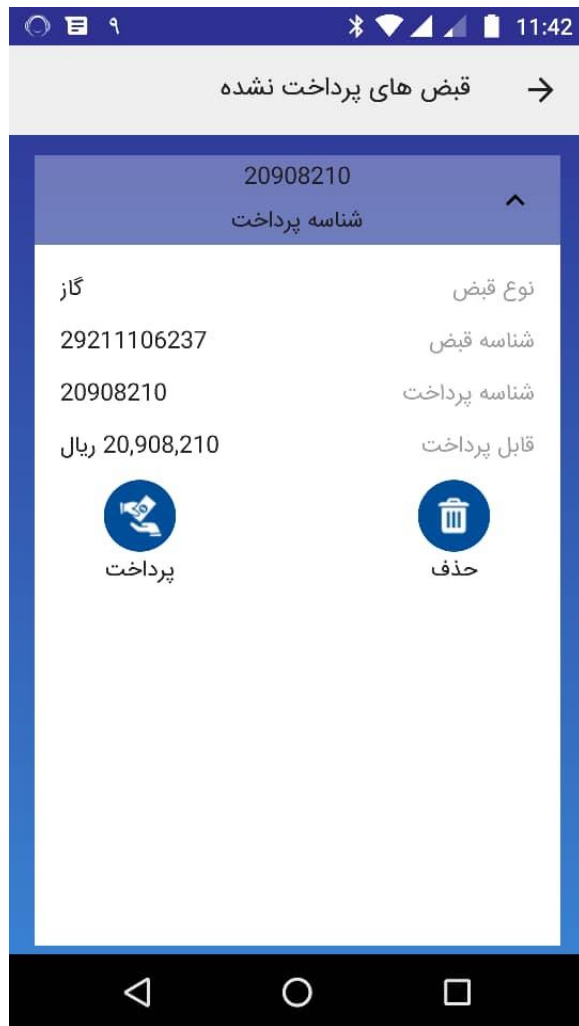 ۹ 11:42
قبض های پرداخت نشده
20908210
شناسه پرداخت
نوع قبض گاز
شناسه قبض 29211106237
شناسه پرداخت 20908210
قابل پرداخت 20,908,210 ریال
حذف پرداخت